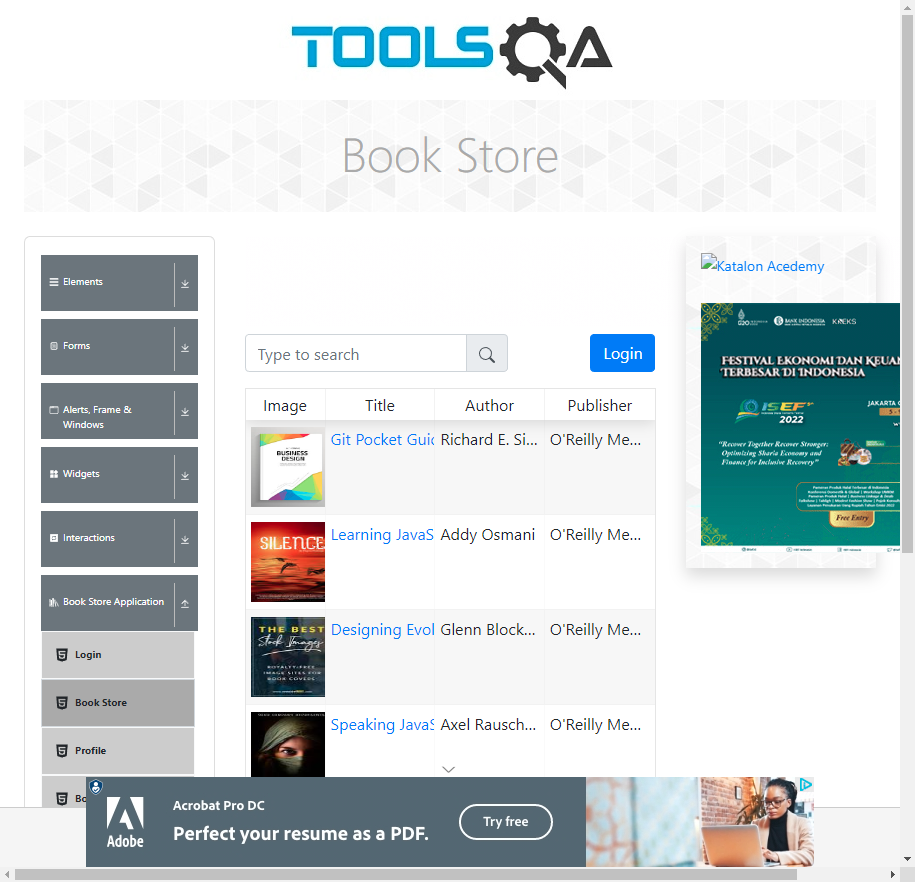 TOOLSQA
Book Store
Elements
Forms
Alerts, Frame &
Windows
Widgets
Interactions
Book Store Application
Login
Book Store
Profile
Bo
Type to search
Login
Image
Title
Author
Publisher
BUSINESS
DESIGN
Git Pocket Guid
Richard E. Si...
O'Reilly Me...
SILENCE
Learning JavaS
Addy Osmani
O'Reilly Me...
THE BEST
Stock Images
ROYALTY-FREE
IMAGE SITES FOR
BOOK COVERS
Designing Evol
Glenn Block...
O'Reilly Me...
Speaking JavaS
Axel Rausch...
O'Reilly Me...
Katalon Acedemy
BANK INDONESIA
FESTIVAL EKONOMI DAN KEUAN
TERBESAR DI INDONESIA
ISEF
2022
JAKARTA
"Recover Together Recover Stronger:
Optimizing Sharia Economy and
Finance for Inclusive Recovery"
Free Entry
Adobe
Acrobat Pro DC
Perfect your resume as a PDF.
Try free